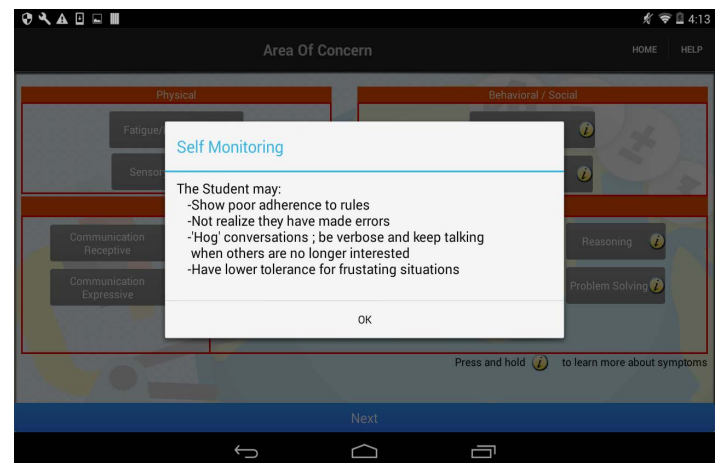 4:13
Area Of Concern
HOME
HELP
Physical
Behavioral / Social
Fatigue/
Sensor
Self Monitoring
The Student may:
-Show poor adherence to rules
-Not realize they have made errors
-'Hog' conversations ; be verbose and keep talking
when others are no longer interested
-Have lower tolerance for frustating situations
OK
Communication
Receptive
Communication
Expressive
Reasoning
Problem Solving
Press and hold to learn more about symptoms
Next